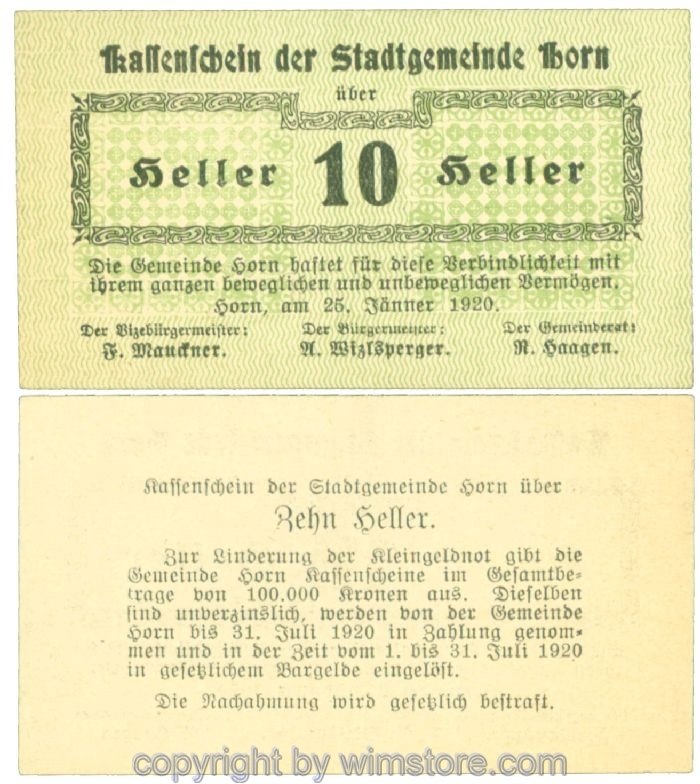 Kassenschein der Stadtgemeinde Horn
über
Heller 10 Heller
Die Gemeinde Horn haftet für diese Verbindlichkeit mit
ihrem ganzen beweglichen und unbeweglichen Vermögen.
Horn, am 25. Jänner 1920.
Der Vizebürgermeister: Der Bürgermeister: Der Gemeinderat:
F. Mauckner. A. Wizlsperger. R. Haagen.
Kassenschein der Stadtgemeinde Horn über
Zehn Heller.
Zur Linderung der Kleingeldnot gibt die
Gemeinde Horn Kassenscheine im Gesamtbe-
trage von 100.000 Kronen aus. Dieselben
sind unverzinslich, werden von der Gemeinde
Horn bis 31. Juli 1920 in Zahlung genom-
men und in der Zeit vom 1. bis 31. Juli 1920
in gesetzlichem Bargelde eingelöst.
Die Nachahmung wird gesetzlich bestraft.
copyright by wimstore.com